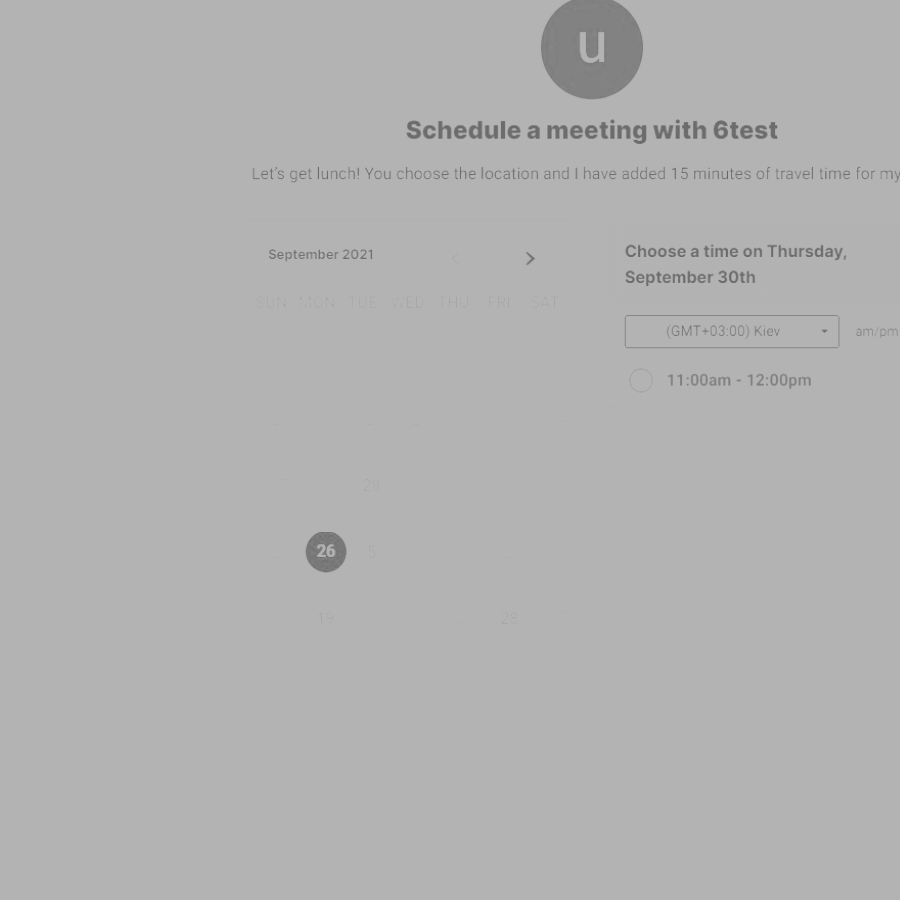 u
Schedule a meeting with 6test
Let's get lunch! You choose the location and I have added 15 minutes of travel time for my
September 2021
Choose a time on Thursday,
September 30th
SUN MON TUE WED THU FRI SAT
(GMT+03:00) Kiev am/pm
11:00am - 12:00pm
26 5
19 28